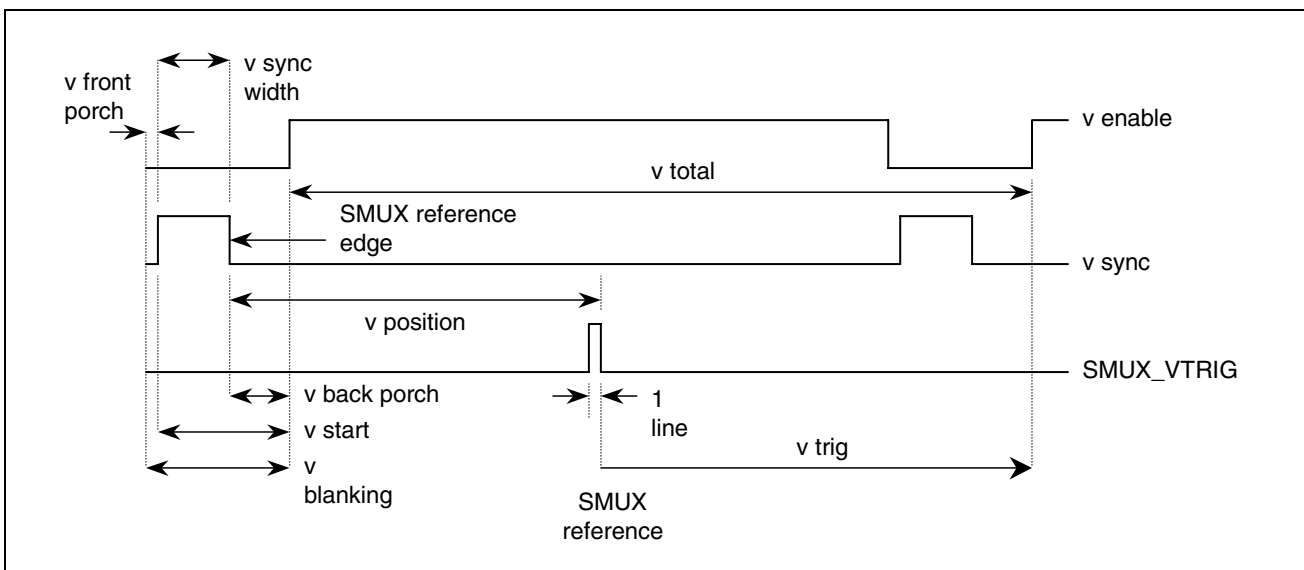 v sync
width
v front
porch
v enable
v total
SMUX reference
edge
v sync
v position
SMUX_VTRIG
v back porch
1
line
v start
v trig
v
blanking
SMUX
reference